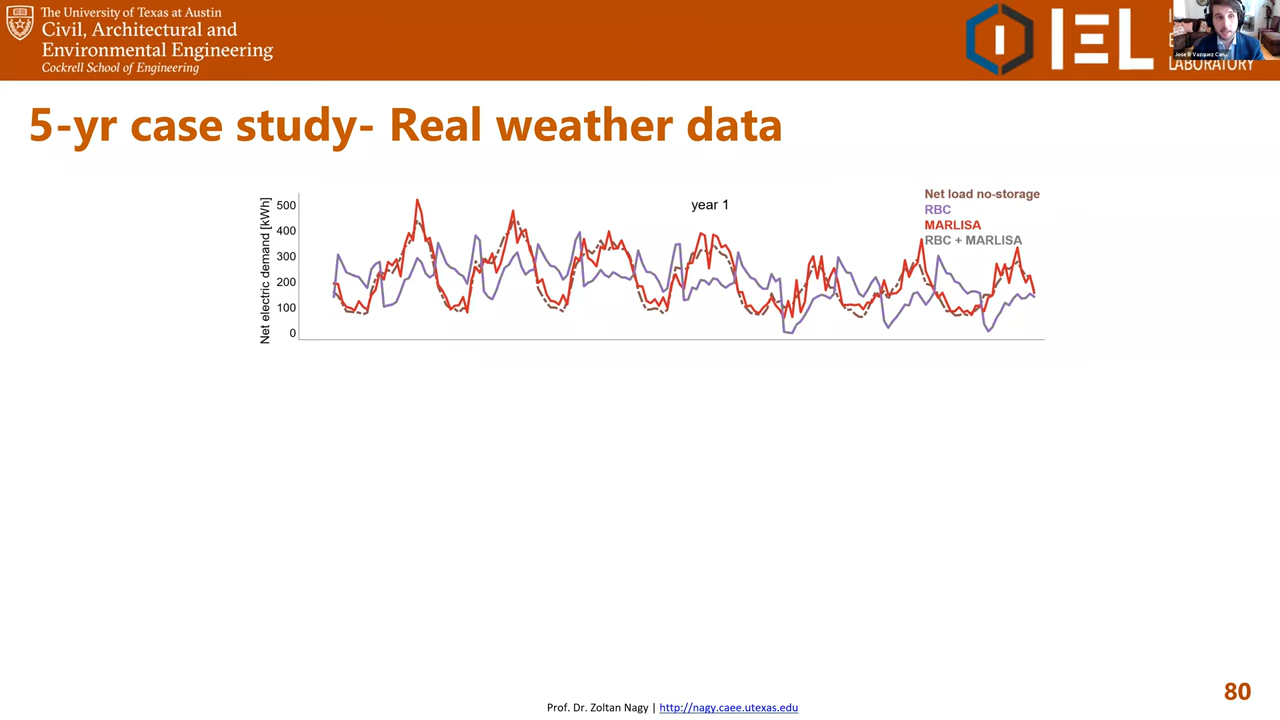 The University of Texas at Austin
Civil, Architectural and
Environmental Engineering
Cockrell School of Engineering
IEL
LABORATORY
5-yr case study- Real weather data
Net electric demand [kWh]
500
400
300
200
100
0
year 1
Net load no-storage
RBC
MARLISA
RBC + MARLISA
80
Prof. Dr. Zoltan Nagy | http://nagy.caee.utexas.edu